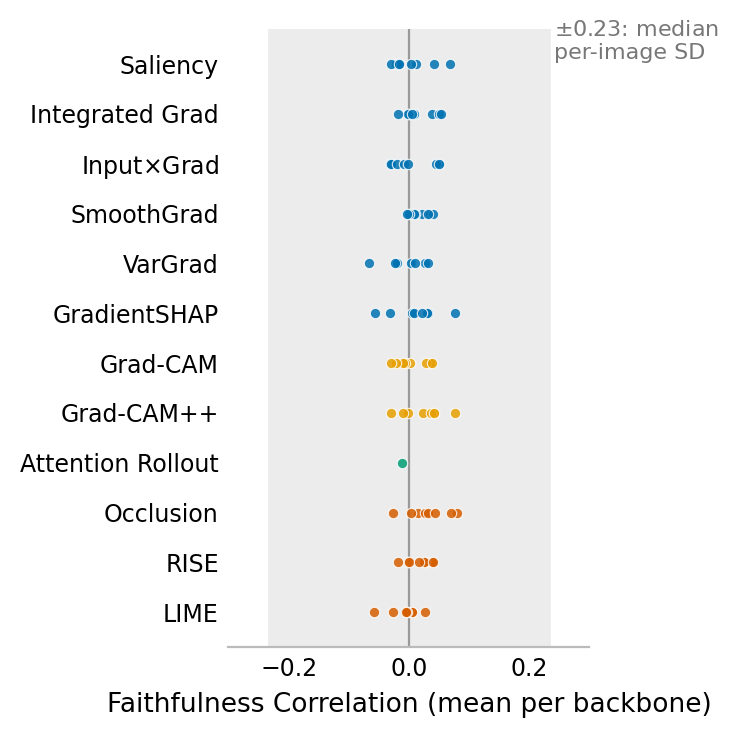 ±0.23: median
per-image SD
Saliency
Integrated Grad
Input×Grad
SmoothGrad
VarGrad
GradientSHAP
Grad-CAM
Grad-CAM++
Attention Rollout
Occlusion
RISE
LIME
−0.2 0.0 0.2
Faithfulness Correlation (mean per backbone)